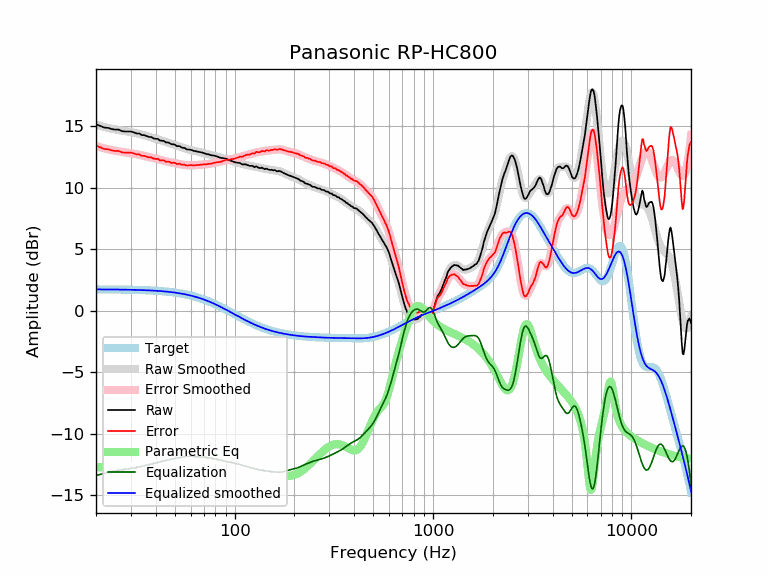 Panasonic RP-HC800
Amplitude (dBr)
15
10
5
0
−5
−10
−15
Target
Raw Smoothed
Error Smoothed
Raw
Error
Parametric Eq
Equalization
Equalized smoothed
100
1000
10000
Frequency (Hz)